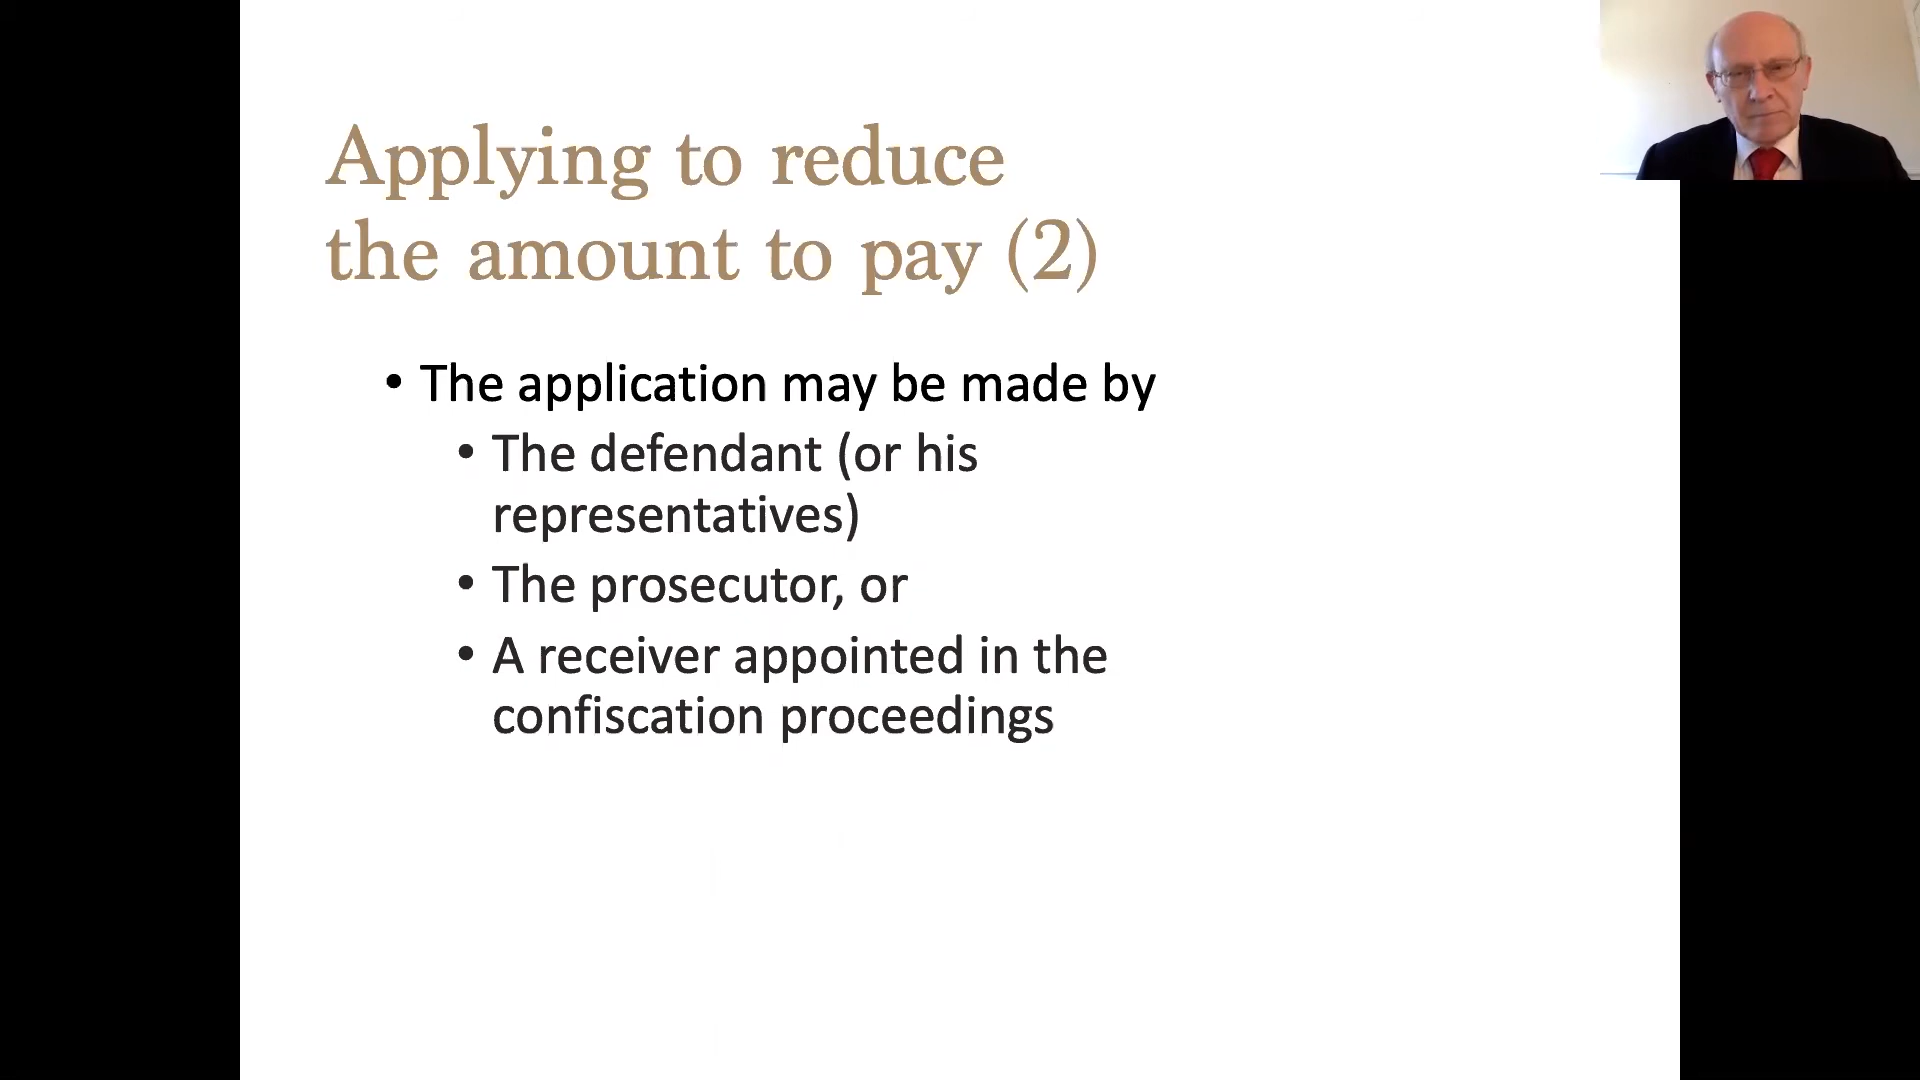 Applying to reduce
the amount to pay (2)
• The application may be made by
• The defendant (or his
representatives)
• The prosecutor, or
• A receiver appointed in the
confiscation proceedings